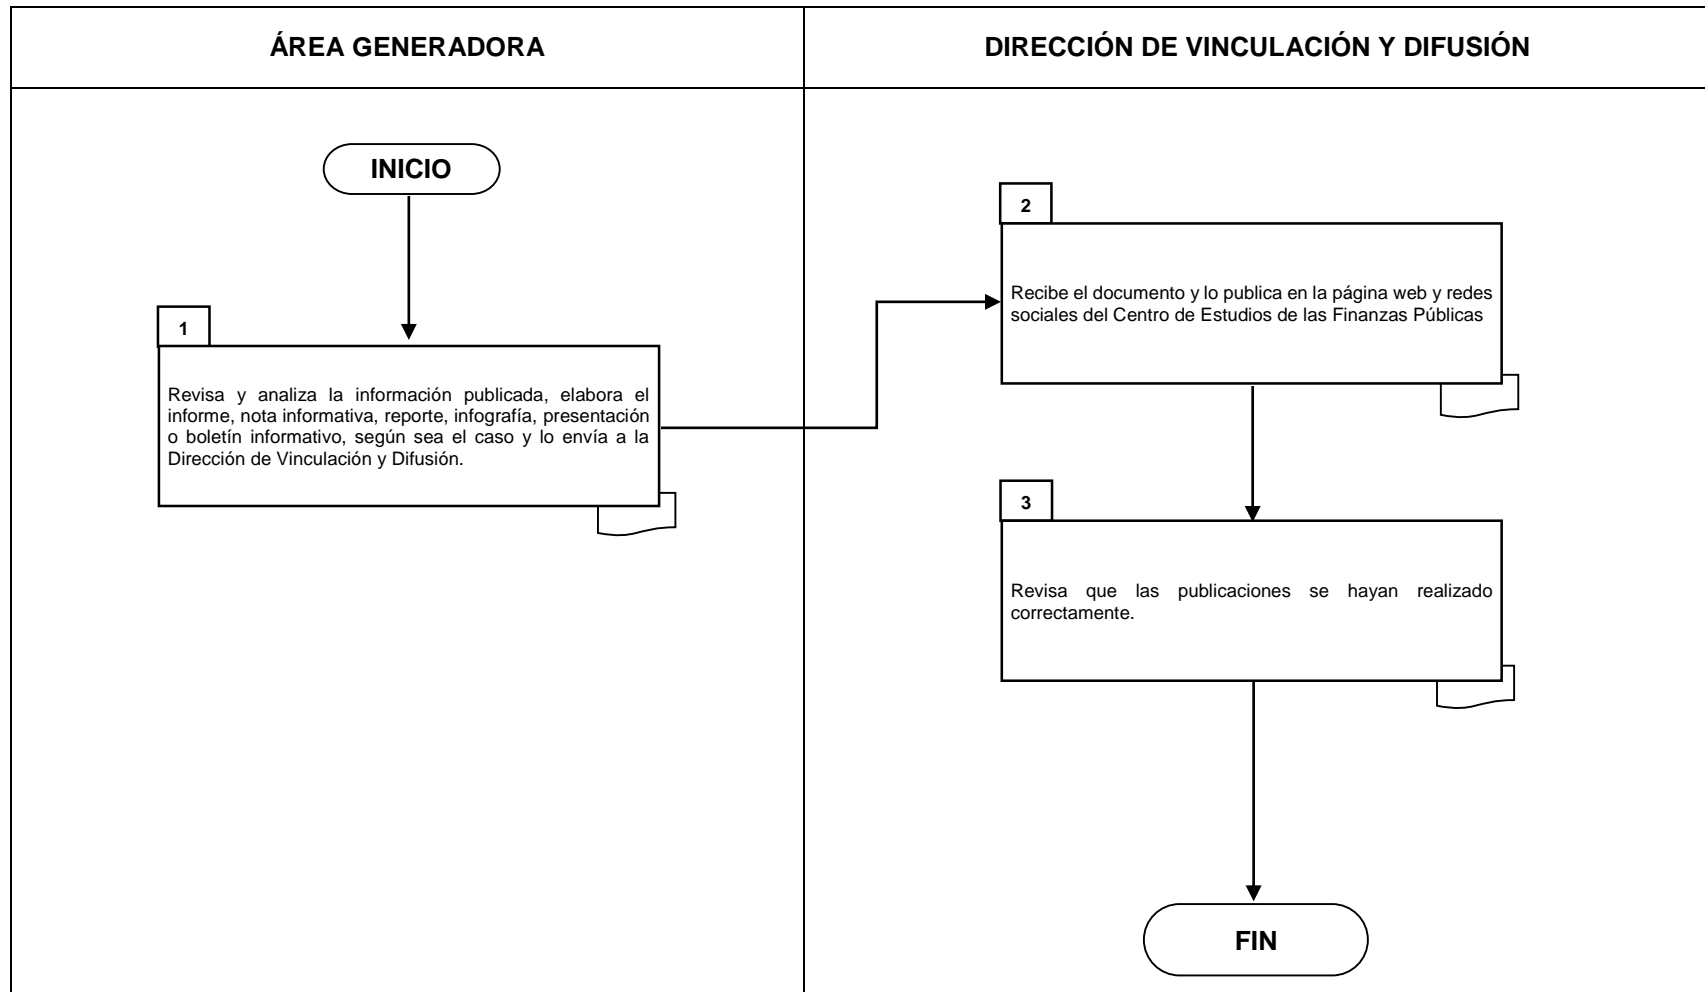 ÁREA GENERADORA
DIRECCIÓN DE VINCULACIÓN Y DIFUSIÓN
INICIO
1
Revisa y analiza la información publicada, elabora el
informe, nota informativa, reporte, infografía, presentación
o boletín informativo, según sea el caso y lo envía a la
Dirección de Vinculación y Difusión.
2
Recibe el documento y lo publica en la página web y redes
sociales del Centro de Estudios de las Finanzas Públicas
3
Revisa que las publicaciones se hayan realizado
correctamente.
FIN